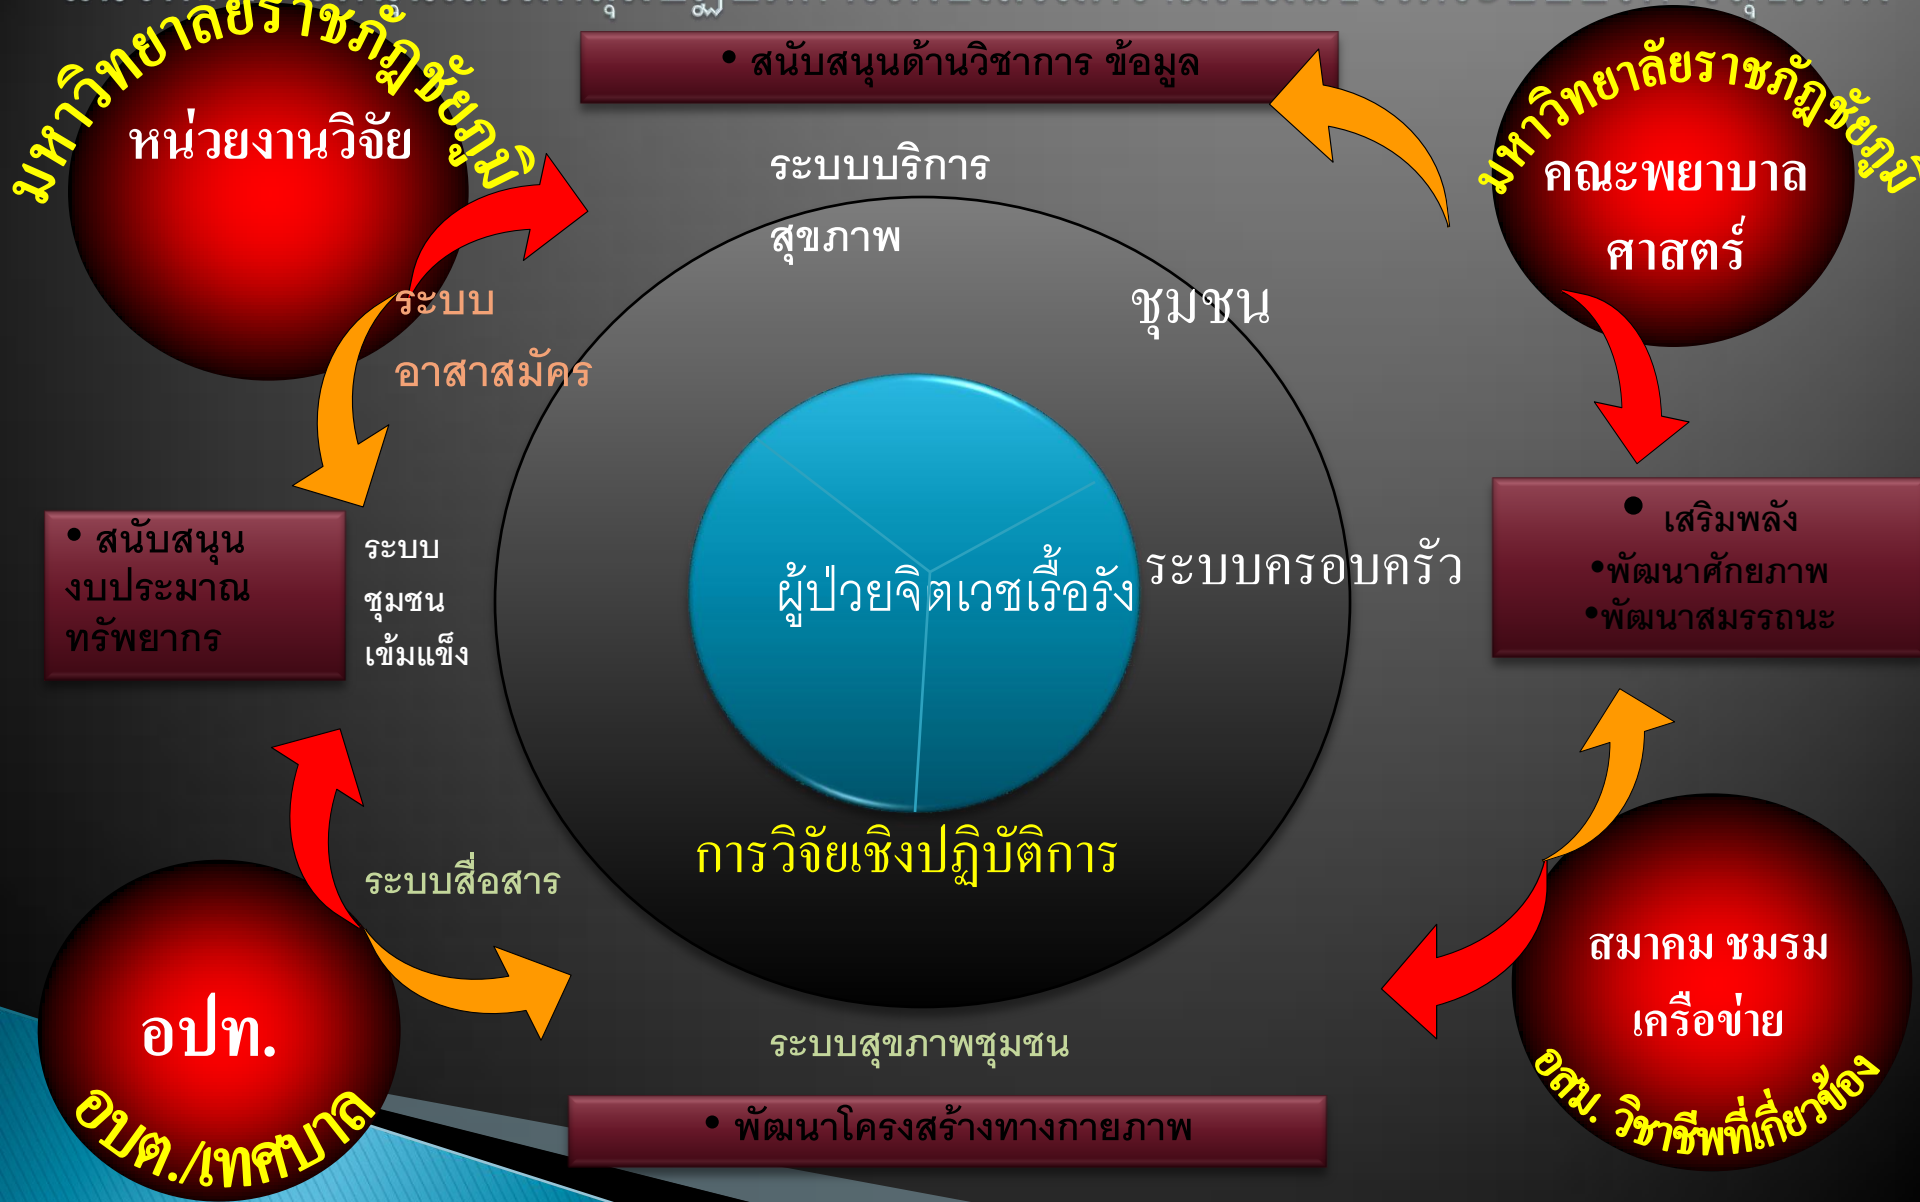 มหาวิทยาลัยราชภัฏชัยภูมิ
หน่วยงานวิจัย
• สนับสนุนด้านวิชาการ ข้อมูล
มหาวิทยาลัยราชภัฏชัยภูมิ
คณะพยาบาล
ศาสตร์
ระบบบริการ
สุขภาพ
ชุมชน
ระบบ
อาสาสมัคร
• สนับสนุน
งบประมาณ
ทรัพยากร
ระบบ
ชุมชน
เข้มแข็ง
ผู้ป่วยจิตเวชเรื้อรัง
ระบบครอบครัว
• เสริมพลัง
•พัฒนาศักยภาพ
•พัฒนาสมรรถนะ
การวิจัยเชิงปฏิบัติการ
ระบบสื่อสาร
อปท.
อบต./เทศบาล
ระบบสุขภาพชุมชน
• พัฒนาโครงสร้างทางกายภาพ
สมาคม ชมรม
เครือข่าย
อสม. วิชาชีพที่เกี่ยวข้อง